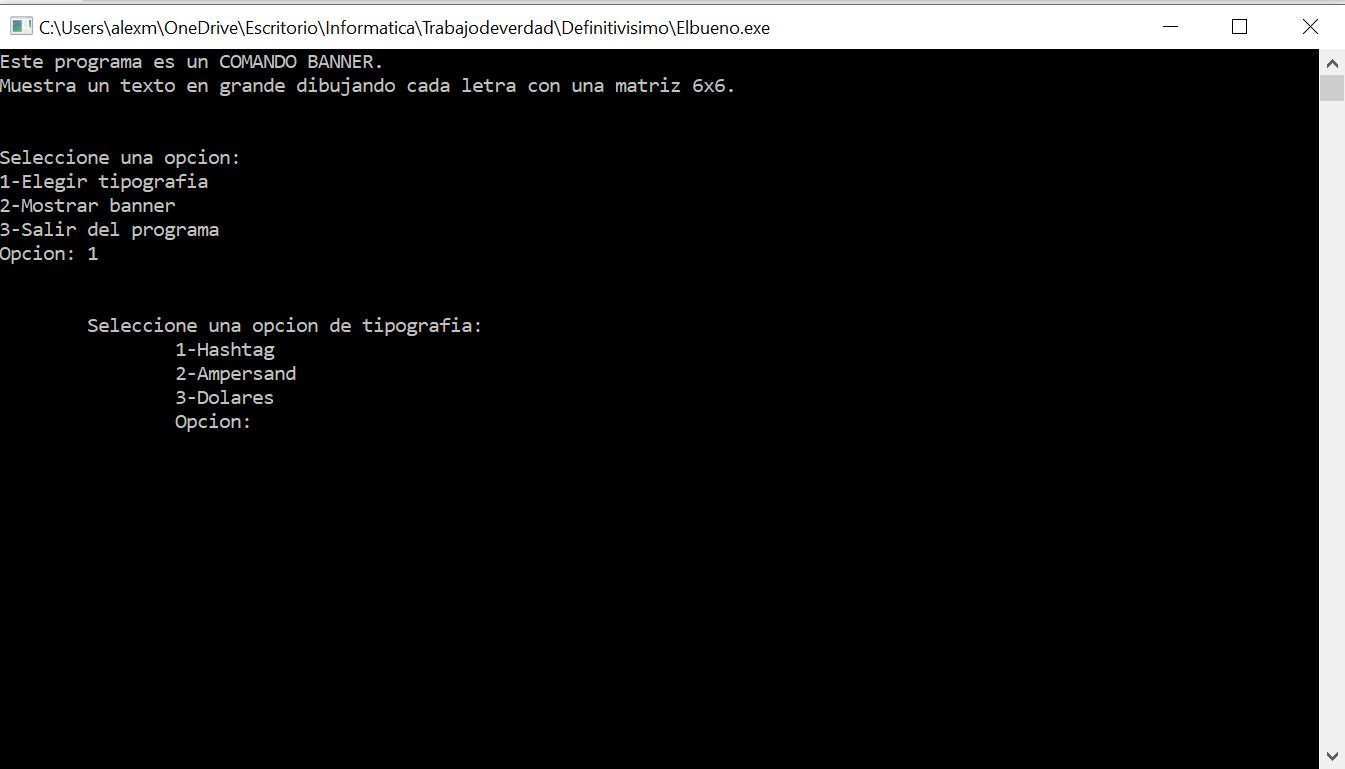 C:\Users\alexm\OneDrive\Escritorio\Informatica\Trabajodeverdad\Definitivisimo\Elbueno.exe
Este programa es un COMANDO BANNER.
Muestra un texto en grande dibujando cada letra con una matriz 6x6.
Seleccione una opcion:
1-Elegir tipografia
2-Mostrar banner
3-Salir del programa
Opcion: 1
Seleccione una opcion de tipografia:
1-Hashtag
2-Ampersand
3-Dolares
Opcion: